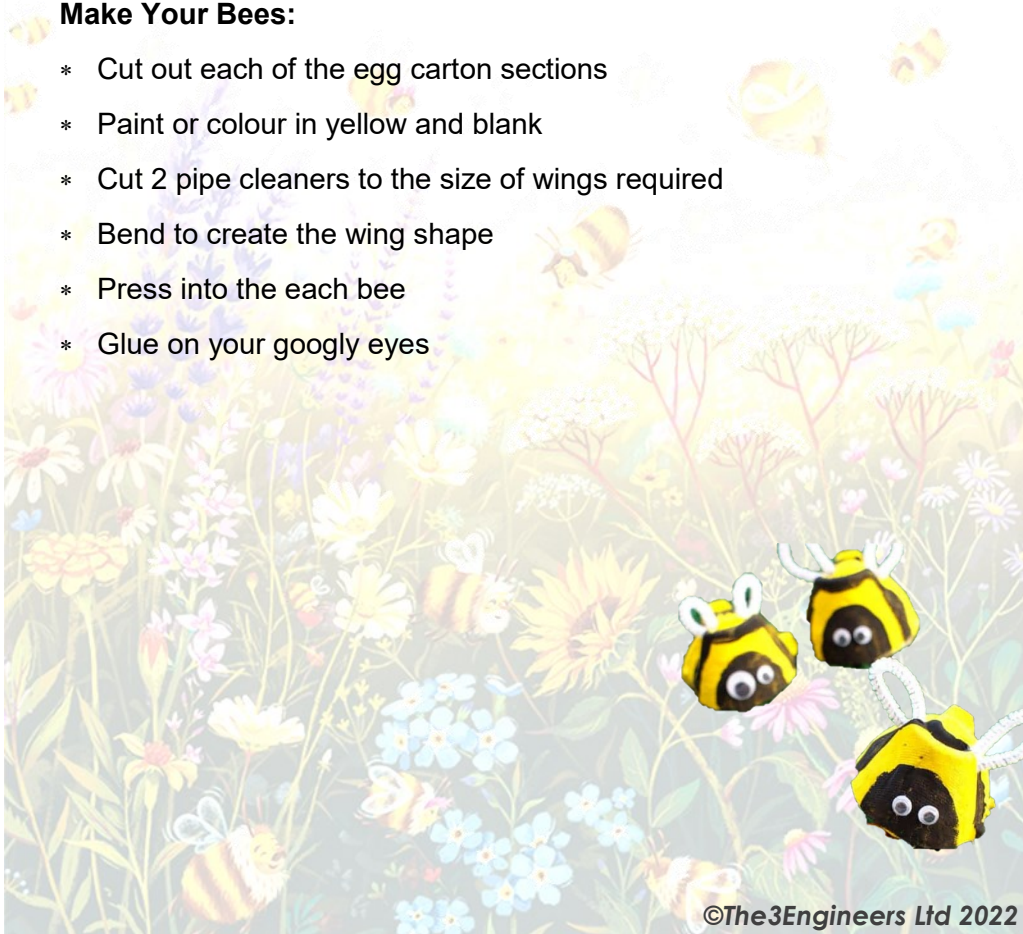 Make Your Bees:
* Cut out each of the egg carton sections
* Paint or colour in yellow and blank
* Cut 2 pipe cleaners to the size of wings required
* Bend to create the wing shape
* Press into the each bee
* Glue on your googly eyes
©The3Engineers Ltd 2022